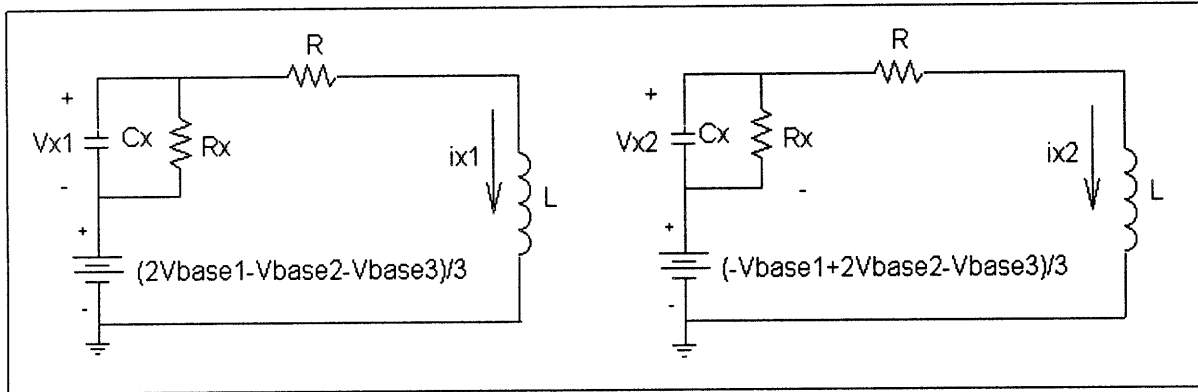 R
+
Vx1
Cx
Rx
-
ix1
L
+
(2Vbase1-Vbase2-Vbase3)/3
-
R
+
Vx2
Cx
Rx
-
ix2
L
+
(-Vbase1+2Vbase2-Vbase3)/3
-